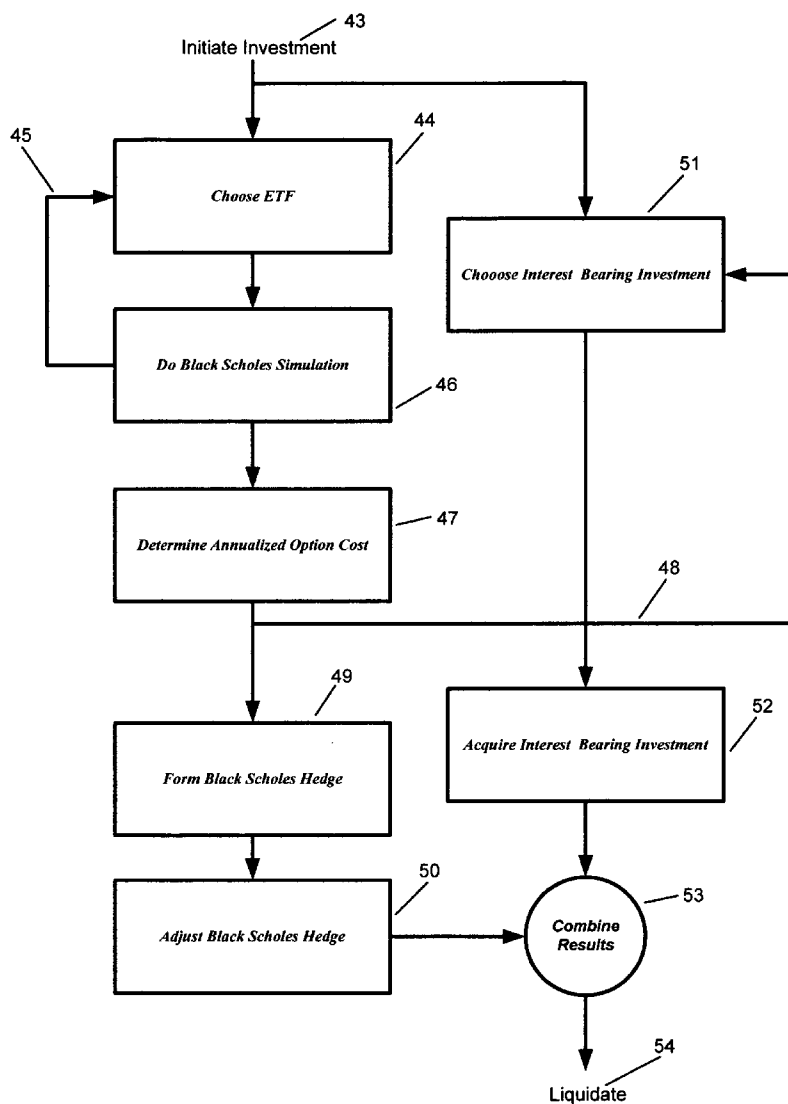 43
Initiate Investment
45
44
Choose ETF
51
Chooose Interest Bearing Investment
Do Black Scholes Simulation
46
47
Determine Annualized Option Cost
48
49
52
Acquire Interest Bearing Investment
Form Black Scholes Hedge
50
53
Combine
Results
Adjust Black Scholes Hedge
54
Liquidate